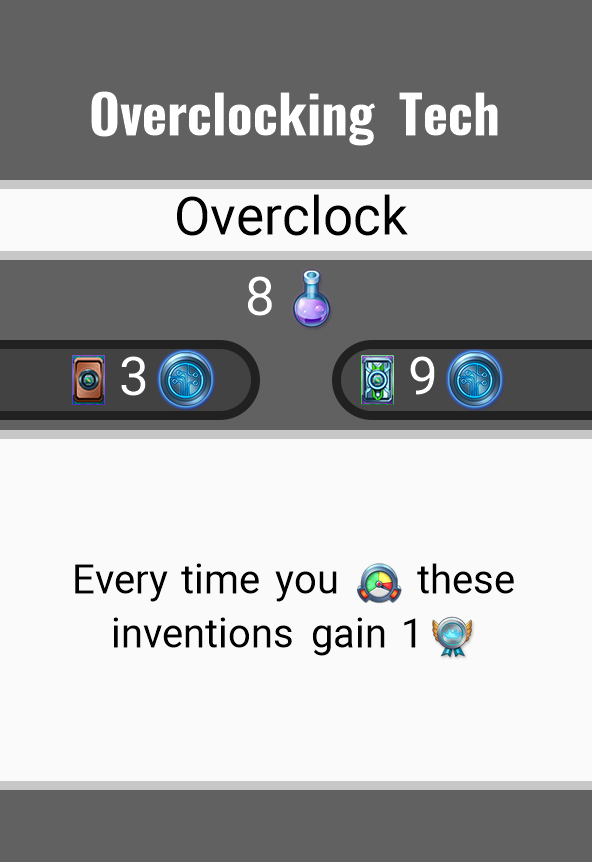 Overclocking Tech
Overclock
8
3 9
Every time you these
inventions gain 1